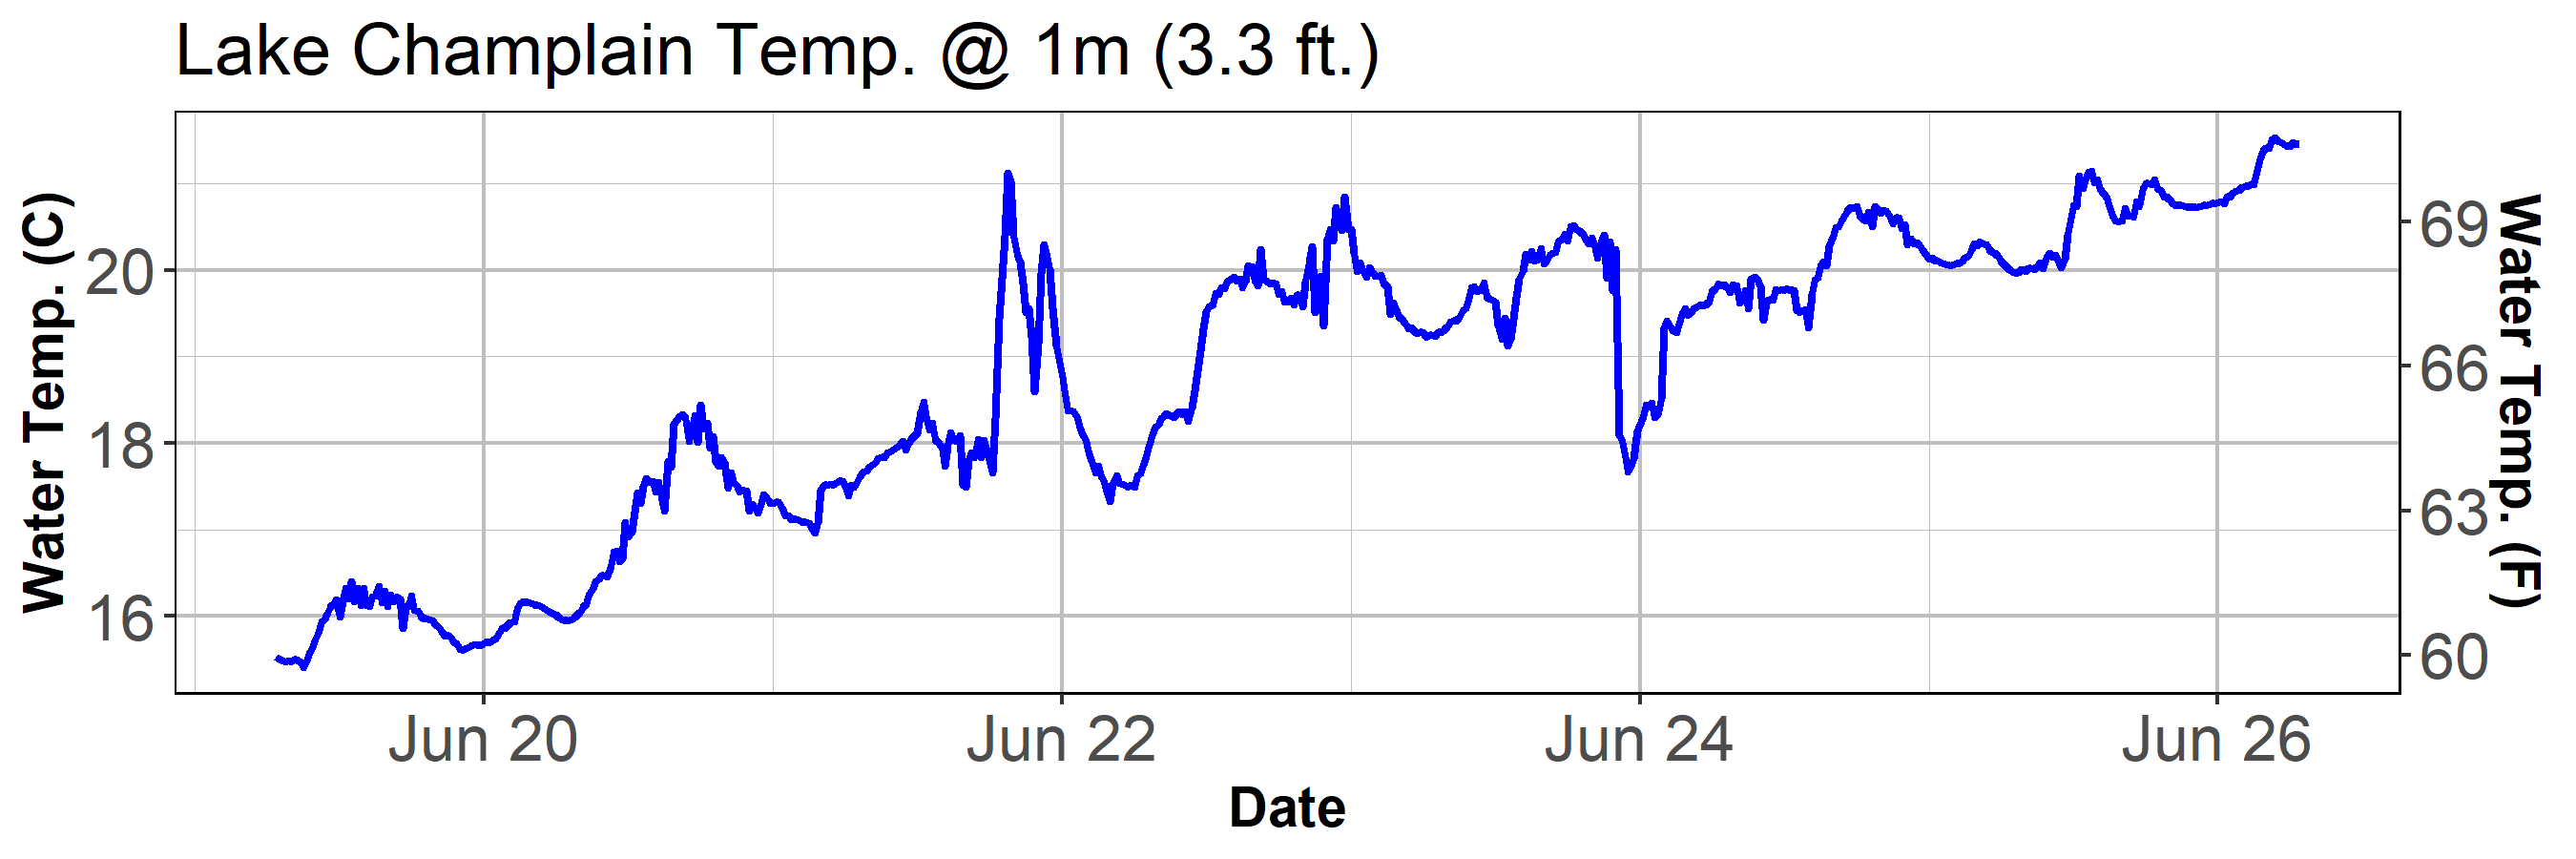 Lake Champlain Temp. @ 1m (3.3 ft.)
Water Temp. (C)
20
18
16
69
66
63
60
Water Temp. (F)
Jun 20
Jun 22
Jun 24
Jun 26
Date